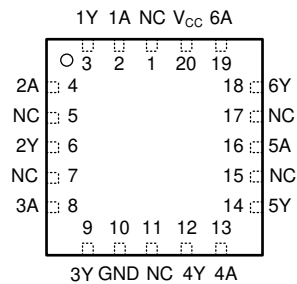 1Y 1A NC VCC 6A
3 2 1 20 19
2A 4 18 6Y
NC 5 17 NC
2Y 6 16 5A
NC 7 15 NC
3A 8 14 5Y
9 10 11 12 13
3Y GND NC 4Y 4A